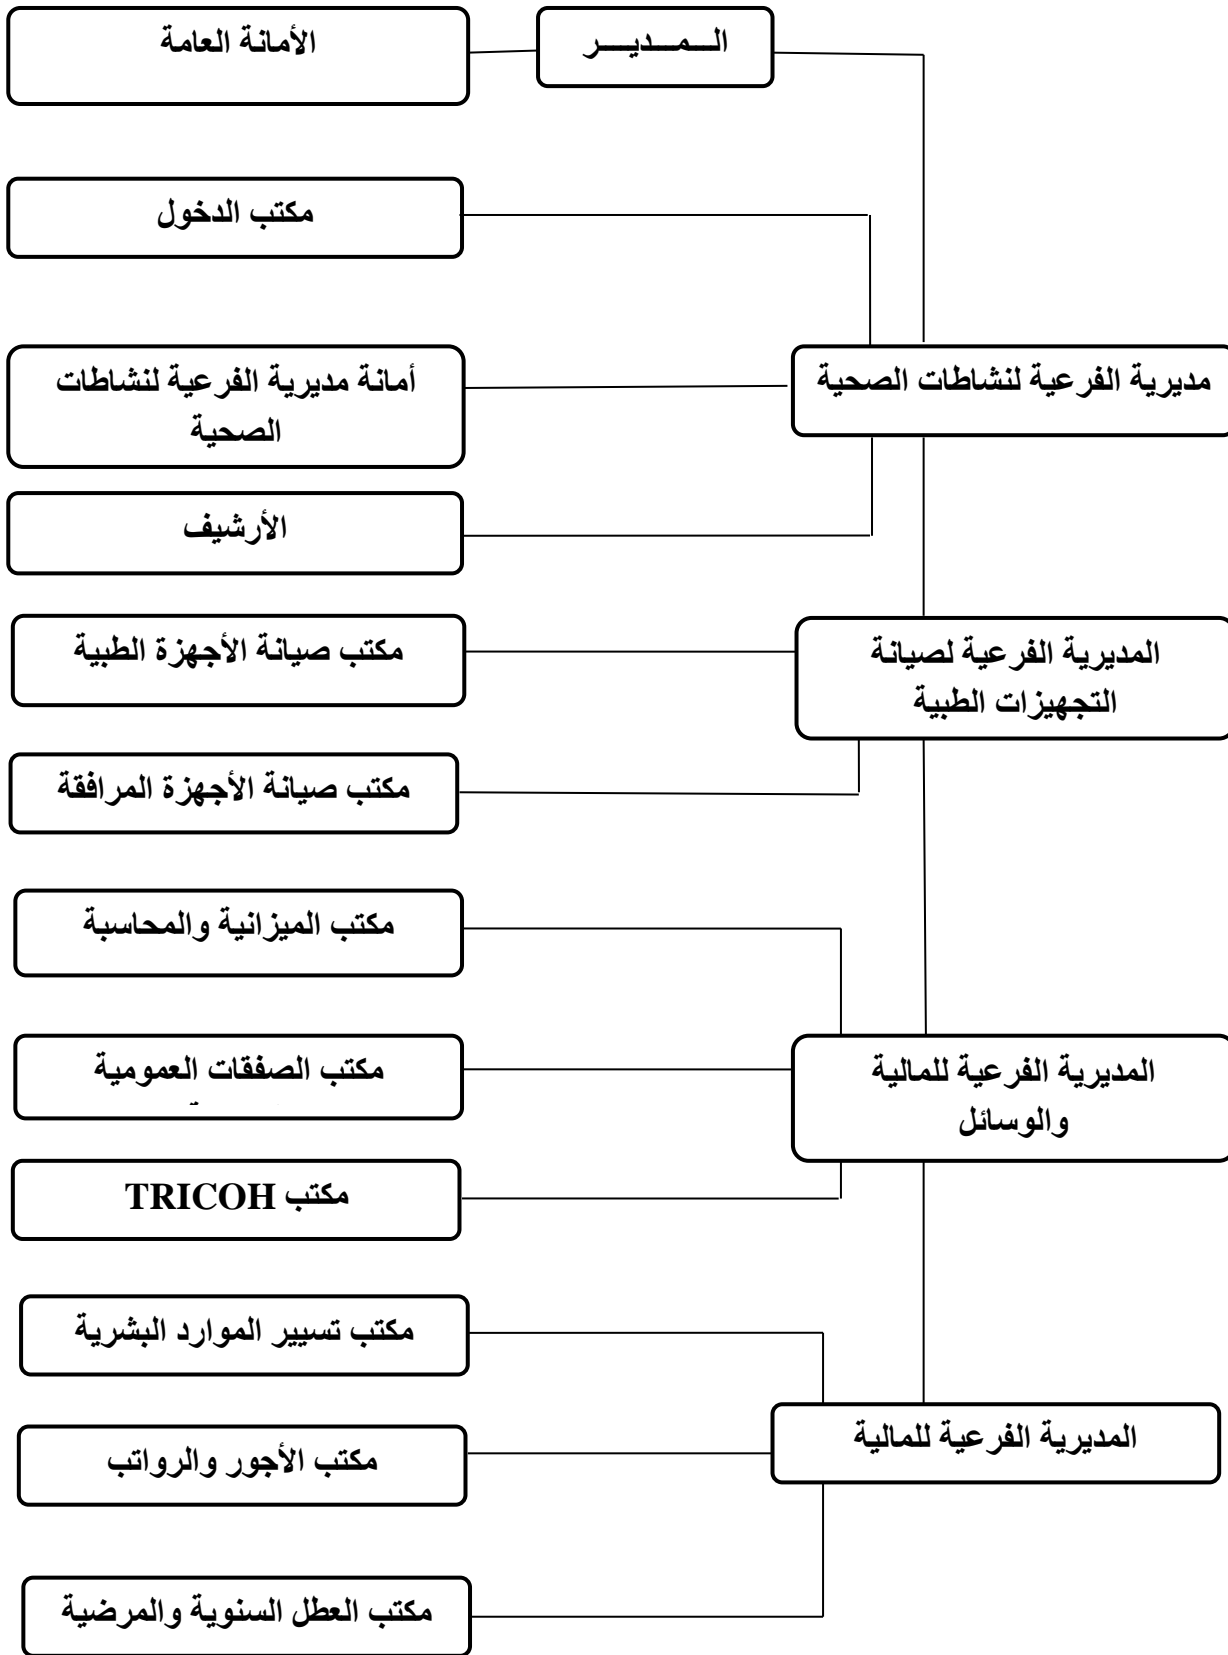 المدير
الأمانة العامة
مكتب الدخول
مديرية الفرعية لنشاطات الصحية
أمانة مديرية الفرعية لنشاطات
الصحية
الأرشيف
المديرية الفرعية لصيانة
التجهيزات الطبية
مكتب صيانة الأجهزة الطبية
مكتب صيانة الأجهزة المرافقة
مكتب الميزانية والمحاسبة
المديرية الفرعية للمالية
والوسائل
مكتب الصفقات العمومية
مكتب TRICOH
مكتب تسيير الموارد البشرية
المديرية الفرعية للمالية
مكتب الأجور والرواتب
مكتب العطل السنوية والمرضية